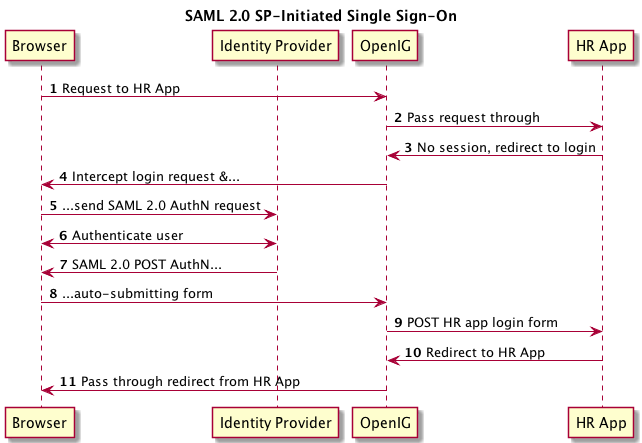 SAML 2.0 SP-Initiated Single Sign-On
Browser Identity Provider OpenIG HR App
1 Request to HR App
2 Pass request through
3 No session, redirect to login
4 Intercept login request &...
5 ...send SAML 2.0 AuthN request
6 Authenticate user
7 SAML 2.0 POST AuthN...
8 ...auto-submitting form
9 POST HR app login form
10 Redirect to HR App
11 Pass through redirect from HR App
Browser Identity Provider OpenIG HR App